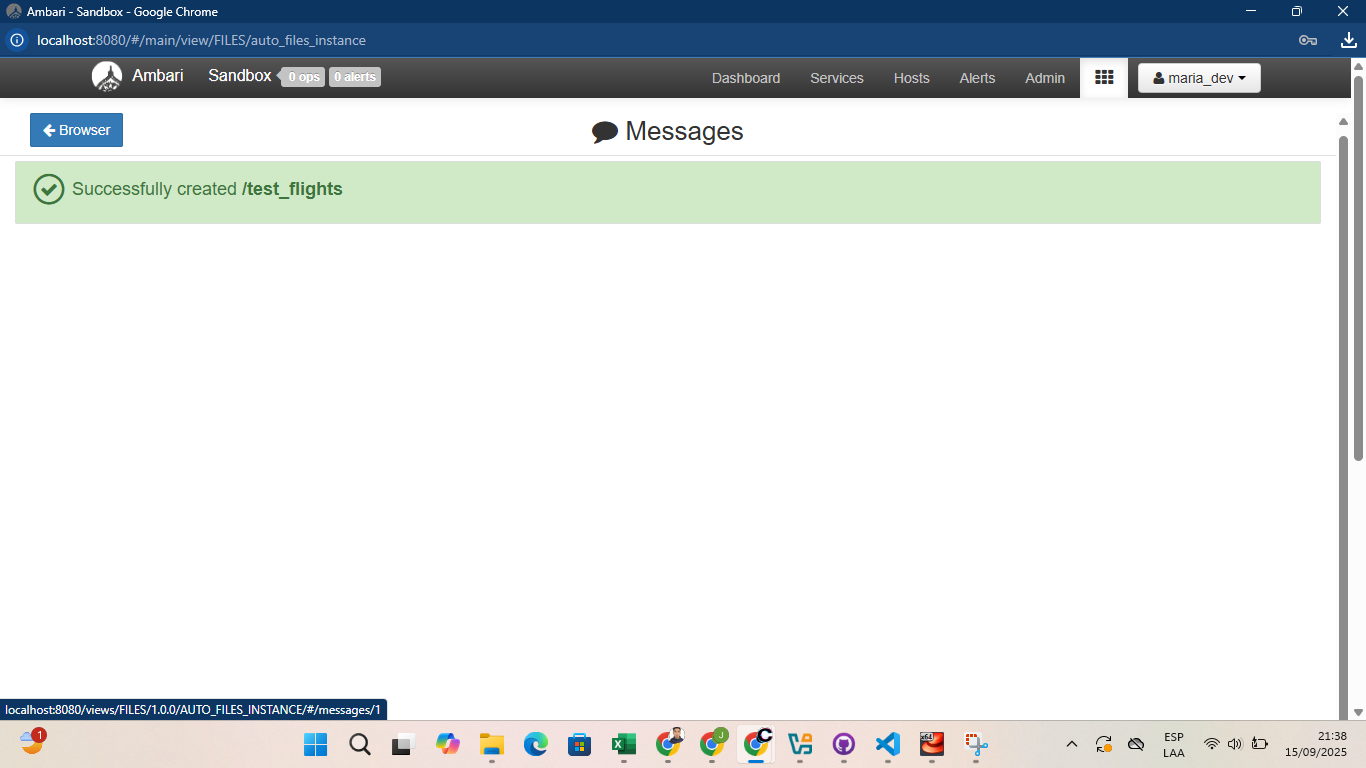 Ambari - Sandbox - Google Chrome
localhost:8080/#/main/view/FILES/auto_files_instance
Ambari Sandbox 0 ops 0 alerts Dashboard Services Hosts Alerts Admin maria_dev
Browser Messages
Successfully created /test_flights
localhost:8080/views/FILES/1.0.0/AUTO_FILES_INSTANCE/#/messages/1
1 J C x64 ESP 21:38
LAA 15/09/2025